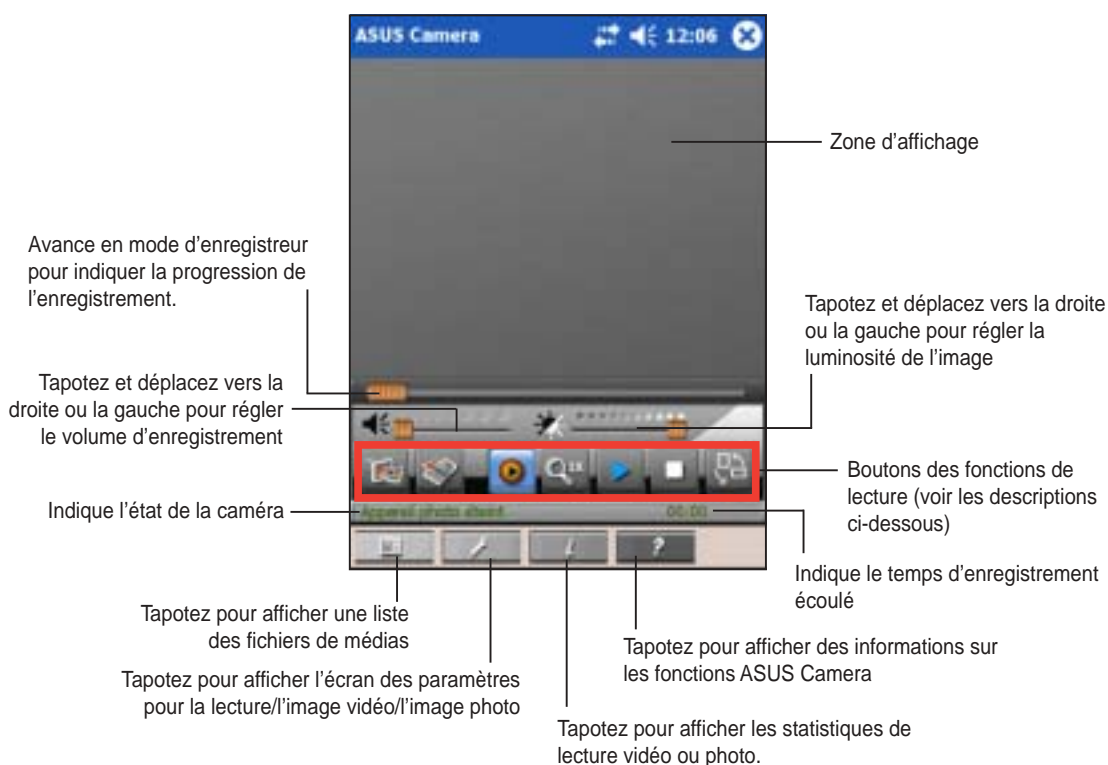 ASUS Camera 12:06
Zone d'affichage
Avance en mode d'enregistreur
pour indiquer la progression de
l'enregistrement.
Tapotez et déplacez vers la droite
ou la gauche pour régler la
luminosité de l'image
Tapotez et déplacez vers la
droite ou la gauche pour régler
le volume d'enregistrement
1X
Boutons des fonctions de
lecture (voir les descriptions
ci-dessous)
Indique l'état de la caméra
Appareil photo éteint 00:00
?
Indique le temps d'enregistrement
écoulé
Tapotez pour afficher une liste
des fichiers de médias
Tapotez pour afficher des informations sur
les fonctions ASUS Camera
Tapotez pour afficher l'écran des paramètres
pour la lecture/l'image vidéo/l'image photo
Tapotez pour afficher les statistiques de
lecture vidéo ou photo.